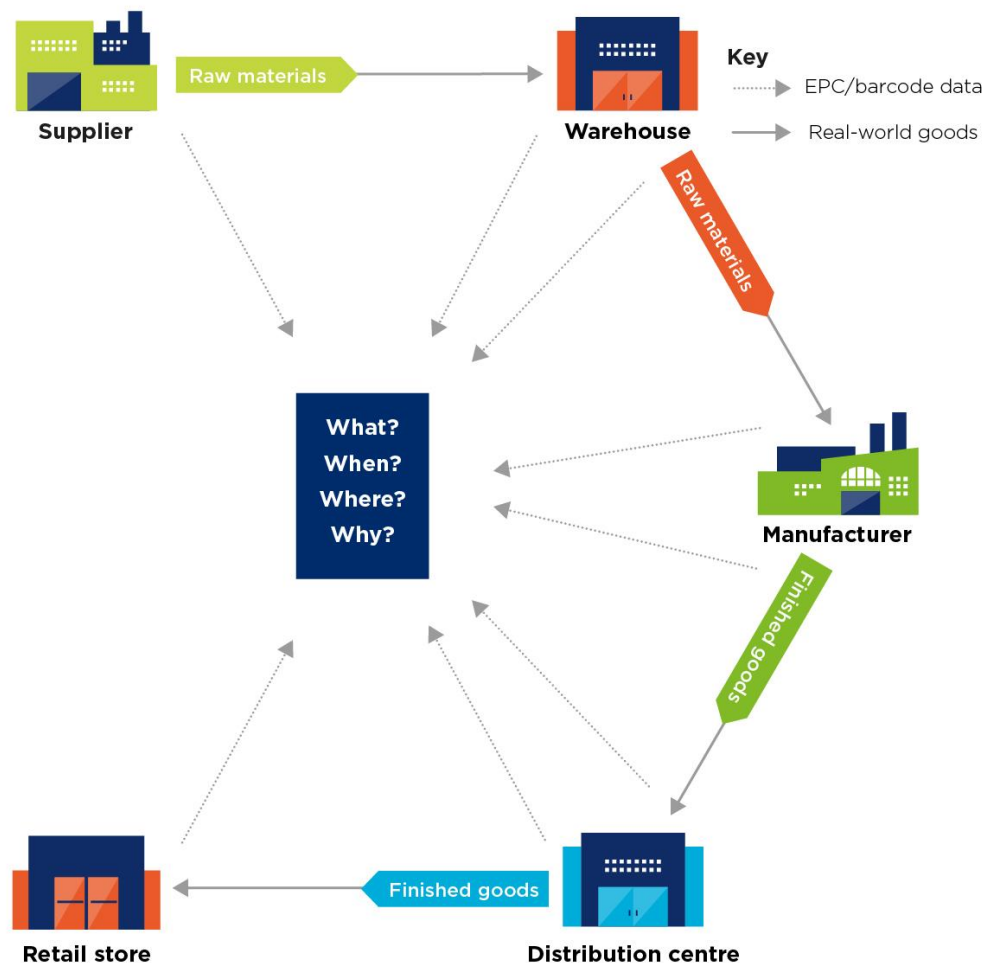 Raw materials
Supplier
Warehouse
Key
EPC/barcode data
Real-world goods
Raw materials
What?
When?
Where?
Why?
Manufacturer
Finished goods
Finished goods
Retail store
Distribution centre